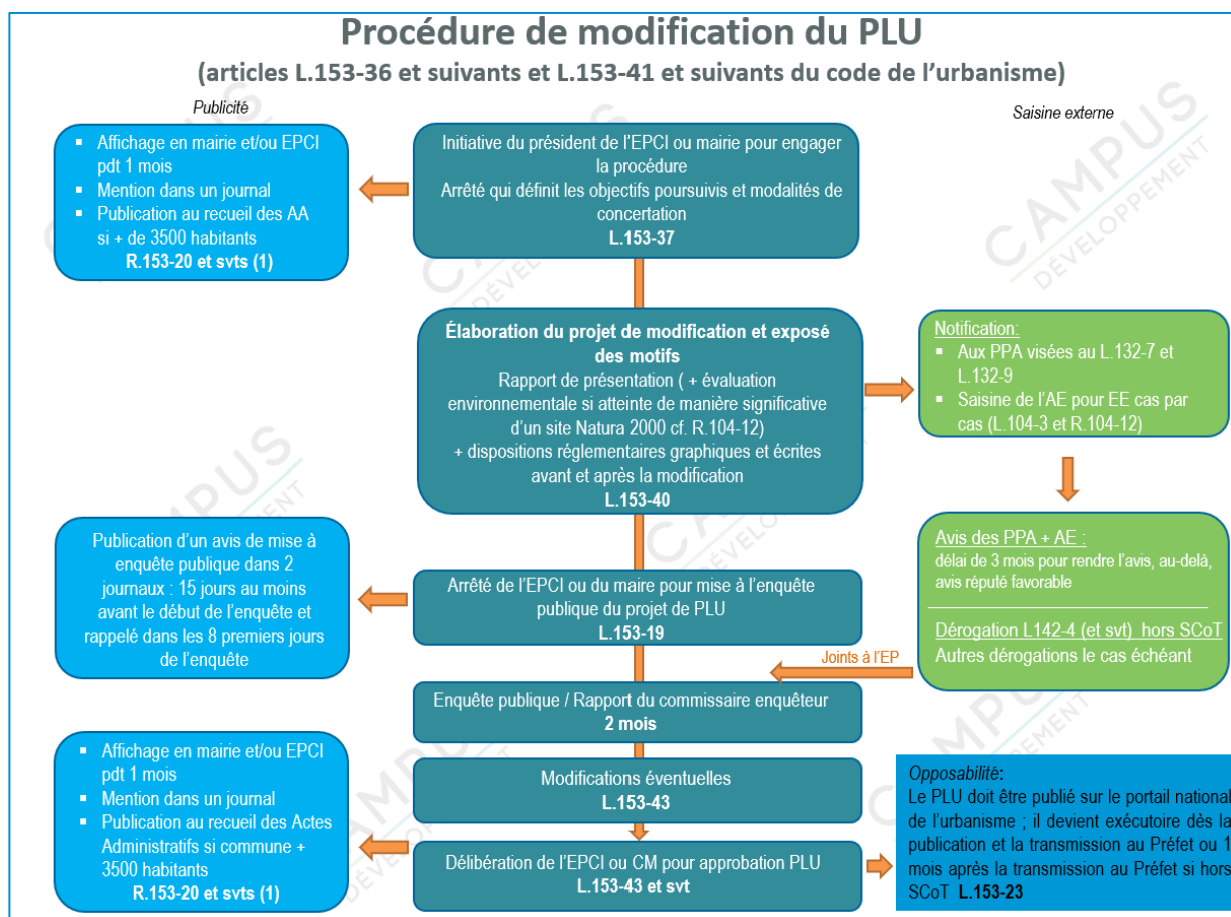 Procédure de modification du PLU
(articles L.153-36 et suivants et L.153-41 et suivants du code de l'urbanisme)
Publicité
Saisine externe
▪ Affichage en mairie et/ou EPCI
pdt 1 mois
▪ Mention dans un journal
▪ Publication au recueil des AA
si + de 3500 habitants
R.153-20 et svts (1)
Initiative du président de l'EPCI ou mairie pour engager
la procédure
Arrêté qui définit les objectifs poursuivis et modalités de
concertation
L.153-37
Élaboration du projet de modification et exposé
des motifs
Rapport de présentation ( + évaluation
environnementale si atteinte de manière significative
d'un site Natura 2000 cf. R.104-12)
+ dispositions réglementaires graphiques et écrites
avant et après la modification
L.153-40
Notification:
▪ Aux PPA visées au L.132-7 et
L.132-9
▪ Saisine de l'AE pour EE cas par
cas (L.104-3 et R.104-12)
Publication d'un avis de mise à
enquête publique dans 2
journaux : 15 jours au moins
avant le début de l'enquête et
rappelé dans les 8 premiers jours
de l'enquête
Arrêté de l'EPCI ou du maire pour mise à l'enquête
publique du projet de PLU
L.153-19
Avis des PPA + AE :
délai de 3 mois pour rendre l'avis, au-delà,
avis réputé favorable
Dérogation L142-4 (et svt) hors SCoT
Autres dérogations le cas échéant
Joints à l'EP
Enquête publique / Rapport du commissaire enquêteur
2 mois
Modifications éventuelles
L.153-43
▪ Affichage en mairie et/ou EPCI
pdt 1 mois
▪ Mention dans un journal
▪ Publication au recueil des Actes
Administratifs si commune +
3500 habitants
R.153-20 et svts (1)
Délibération de l'EPCI ou CM pour approbation PLU
L.153-43 et svt
Opposabilité:
Le PLU doit être publié sur le portail national
de l'urbanisme ; il devient exécutoire dès la
publication et la transmission au Préfet ou 1
mois après la transmission au Préfet si hors
SCoT L.153-23
CAMPUS
DÉVELOPPEMENT